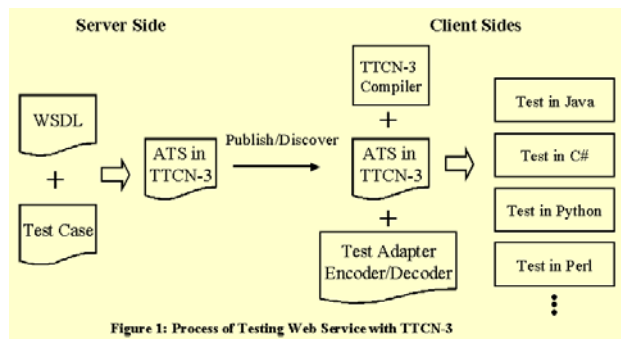 Server Side
Client Sides
WSDL
+
Test Case
ATS in
TTCN-3
Publish/Discover
TTCN-3
Compiler
+
ATS in
TTCN-3
+
Test Adapter
Encoder/Decoder
Test in Java
Test in C#
Test in Python
Test in Perl
Figure 1: Process of Testing Web Service with TTCN-3